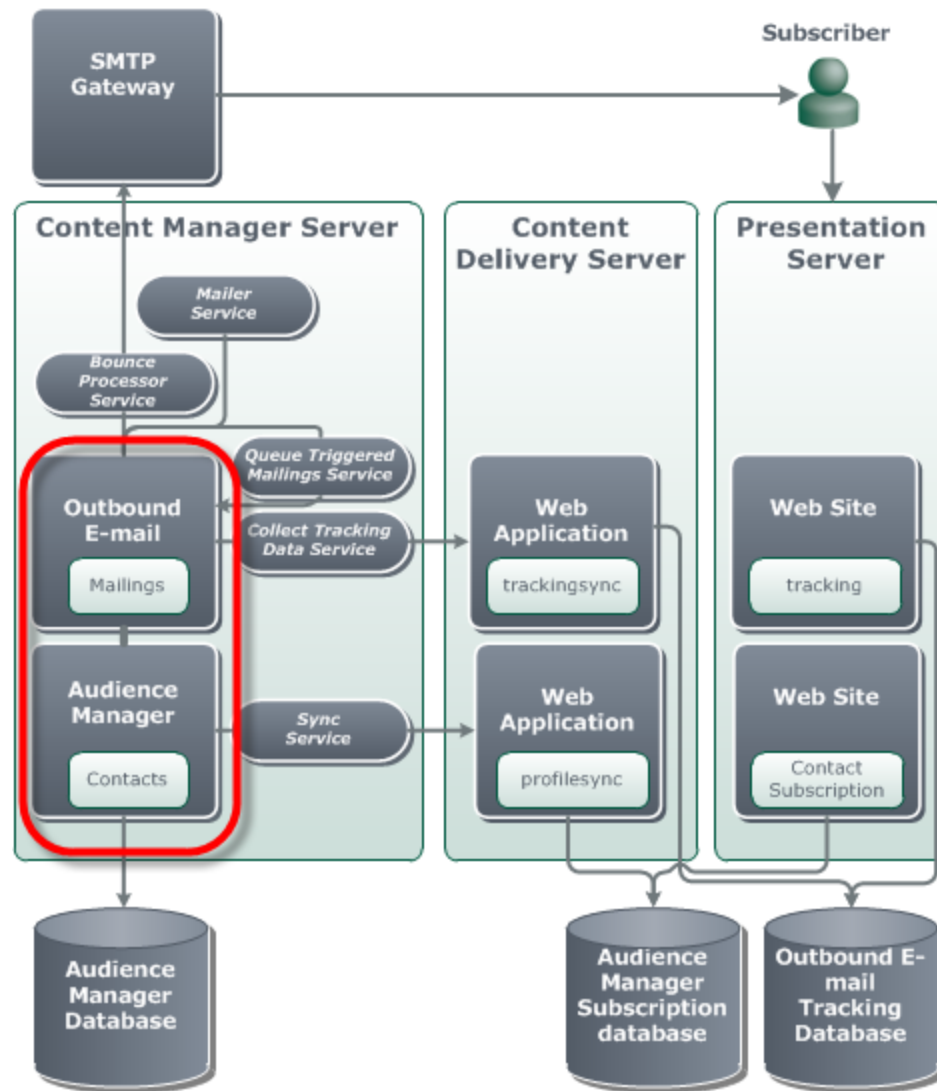 Subscriber
SMTP
Gateway
Content Manager Server
Content
Delivery Server
Presentation
Server
Mailer
Service
Bounce
Processor
Service
Queue Triggered
Mailings Service
Outbound
E-mail
Mailings
Collect Tracking
Data Service
Web
Application
trackingsync
Web Site
tracking
Audience
Manager
Contacts
Sync
Service
Web
Application
profilesync
Web Site
Contact
Subscription
Audience
Manager
Database
Audience
Manager
Subscription
database
Outbound E-
mail
Tracking
Database